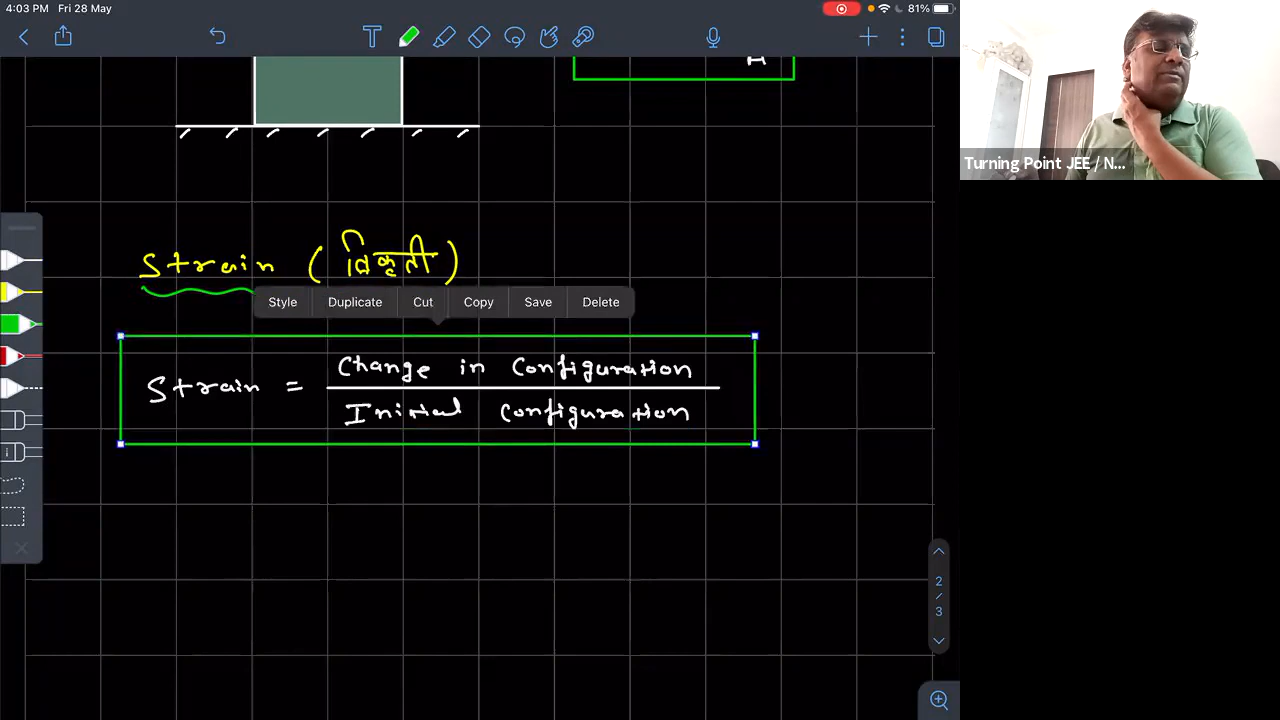 4:03 PM Fri 28 May
81%
A
Turning Point JEE / N...
Strain (विकृती)
Style Duplicate Cut Copy Save Delete
Strain = Change in Configuration
Initial Configuration
2
/
3